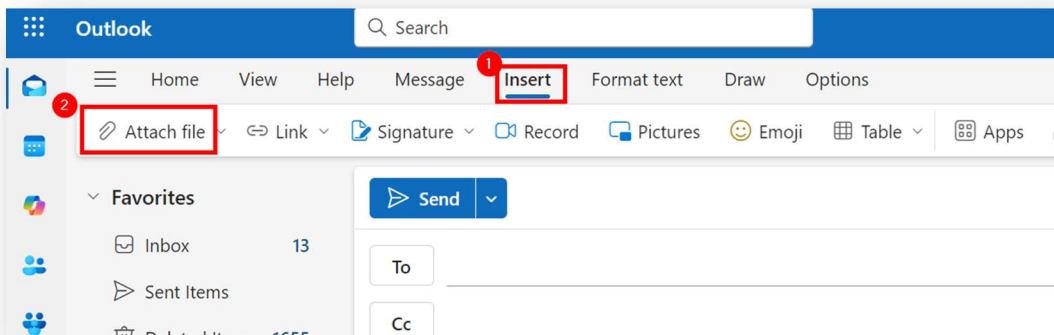 Outlook
Search
1
Home View Help Message Insert Format text Draw Options
2
Attach file Link Signature Record Pictures Emoji Table Apps
Favorites
Send
Inbox 13
To
Sent Items
Cc